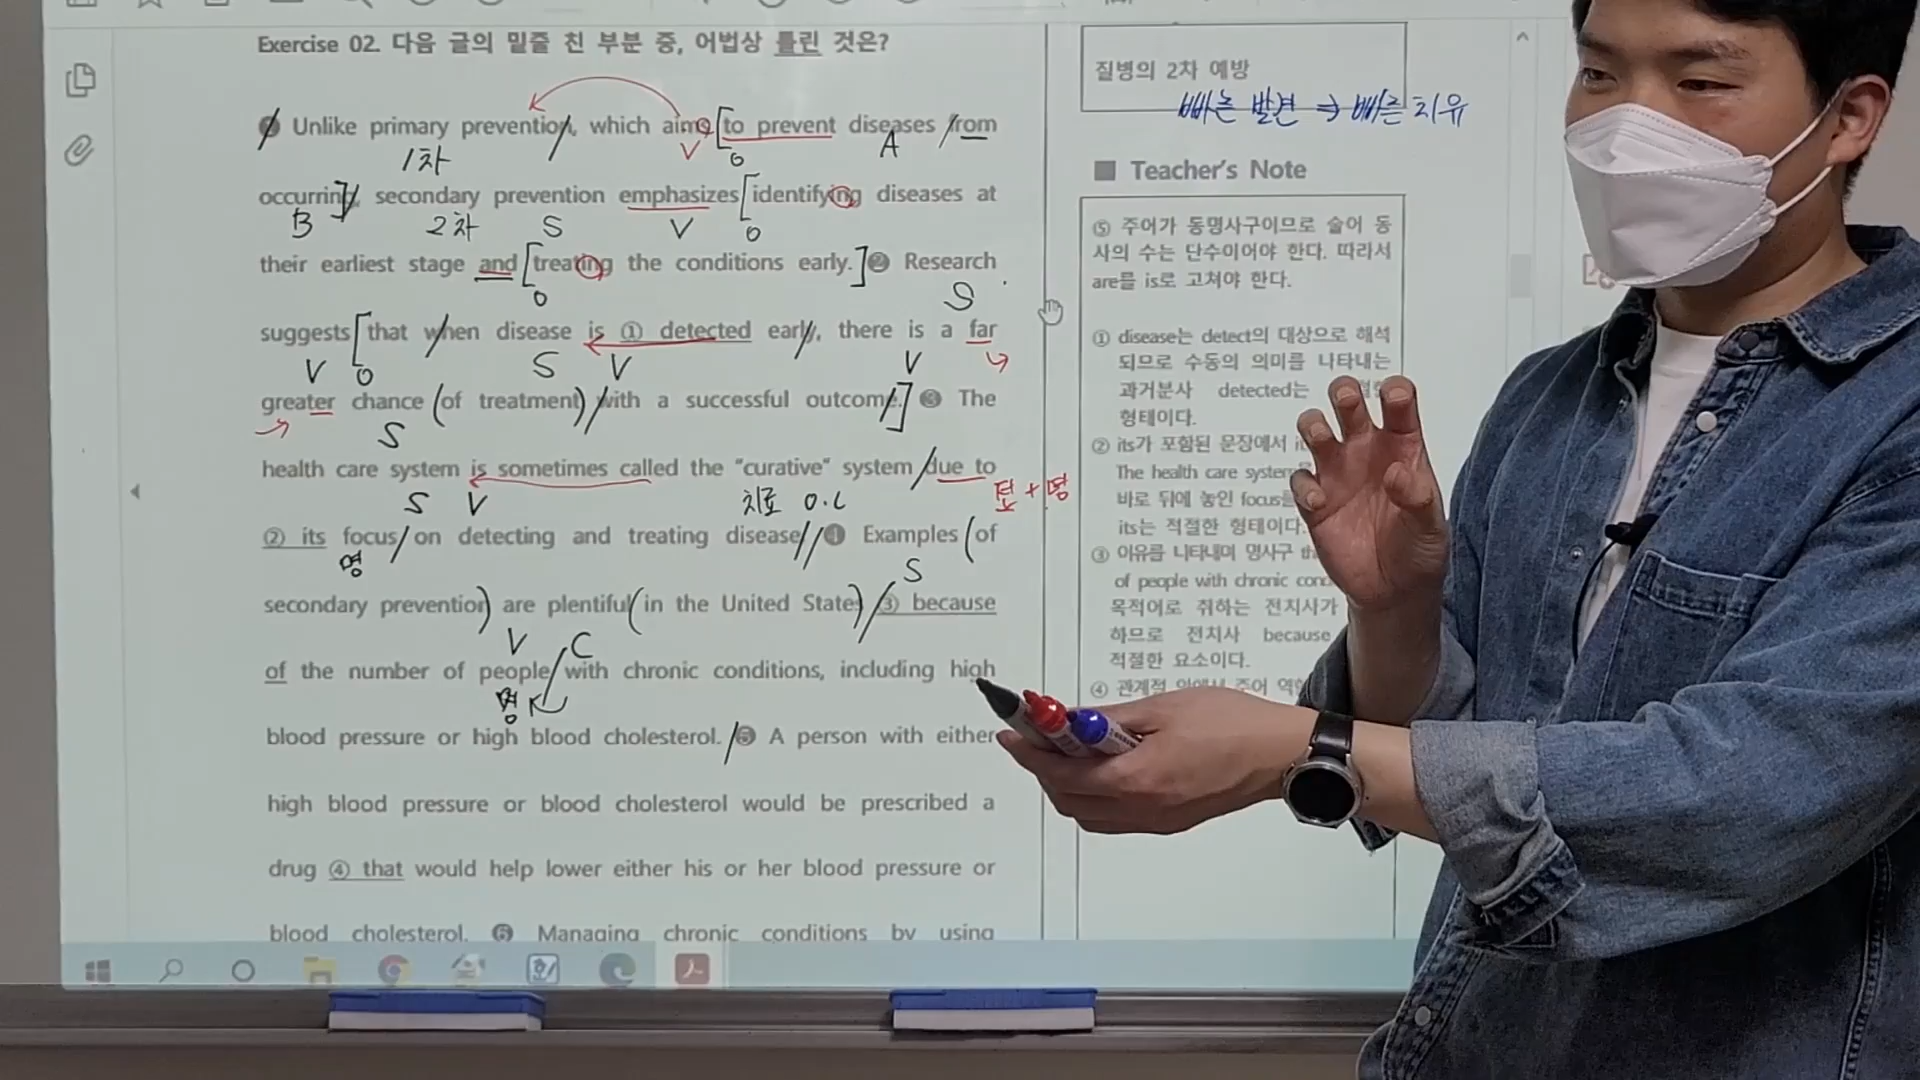 Exercise 02. 다음 글의 밑줄 친 부분 중, 어법상 틀린 것은?
Unlike primary prevention, which aims to prevent diseases from
1차 V O A
occurring, secondary prevention emphasizes identifying diseases at
B 2차 S V O
their earliest stage and treating the conditions early. ❷ Research
O S
suggests that when disease is ① detected early, there is a far
V O S V V
greater chance of treatment with a successful outcome. ❸ The
S
health care system is sometimes called the "curative" system due to
S V 치료 O.C 전 + 명
② its focus on detecting and treating disease ❹ Examples of
명 S
secondary prevention are plentiful in the United States ③ because
V C
of the number of people with chronic conditions, including high
명
blood pressure or high blood cholesterol. ❺ A person with either
high blood pressure or blood cholesterol would be prescribed a
drug ④ that would help lower either his or her blood pressure or
blood cholesterol. ❻ Managing chronic conditions by using
질병의 2차 예방
빠른 발견 ⇒ 빠른 치유
■ Teacher's Note
⑤ 주어가 동명사구이므로 술어 동
사의 수는 단수이어야 한다. 따라서
are를 is로 고쳐야 한다.
① disease는 detect의 대상으로 해석
되므로 수동의 의미를 나타내는
과거분사 detected는
형태이다.
② its가 포함된 문장에서
The health care system
바로 뒤에 놓인 focus를
its는 적절한 형태이다.
③ 이유를 나타내며 명사구
of people with chronic
목적어로 취하는 전치사가
하므로 전치사 because
적절한 요소이다.
④ 관계절 안에서 주어